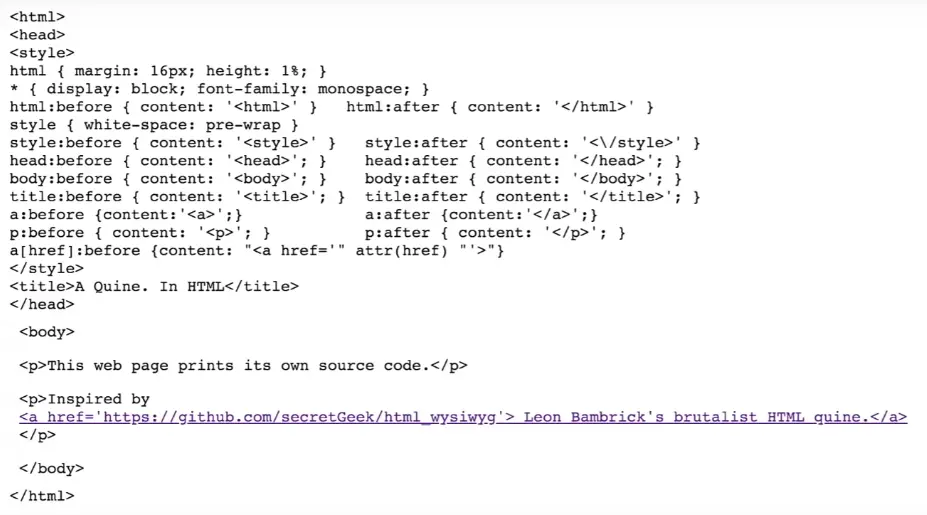 <html>
<head>
<style>
html { margin: 16px; height: 1%; }
* { display: block; font-family: monospace; }
html:before { content: '<html>' }   html:after { content: '</html>' }
style { white-space: pre-wrap }
style:before { content: '<style>' }   style:after { content: '<\/style>' }
head:before { content: '<head>'; }    head:after { content: '</head>'; }
body:before { content: '<body>'; }    body:after { content: '</body>'; }
title:before { content: '<title>'; }  title:after { content: '</title>'; }
a:before {content:'<a>';}             a:after {content:'</a>';}
p:before { content: '<p>'; }          p:after { content: '</p>'; }
a[href]:before {content: "<a href='" attr(href) "'>"}
</style>
<title>A Quine. In HTML</title>
</head>
<body>
<p>This web page prints its own source code.</p>
<p>Inspired by
<a href='https://github.com/secretGeek/html_wysiwyg'> Leon Bambrick's brutalist HTML quine.</a>
</p>
</body>
</html>